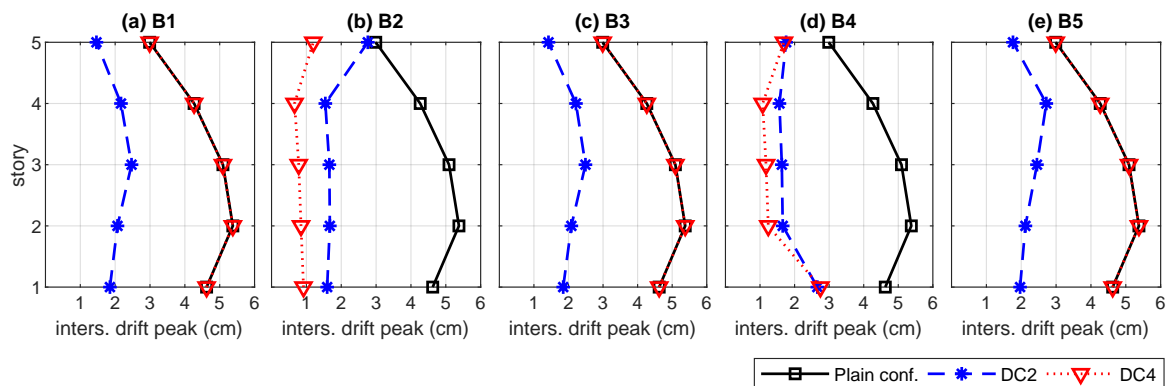 (a) B1
(b) B2
(c) B3
(d) B4
(e) B5
story
5
4
3
2
1
1 2 3 4 5 6
1 2 3 4 5 6
1 2 3 4 5 6
1 2 3 4 5 6
1 2 3 4 5 6
inters. drift peak (cm)
inters. drift peak (cm)
inters. drift peak (cm)
inters. drift peak (cm)
inters. drift peak (cm)
Plain conf. DC2 DC4